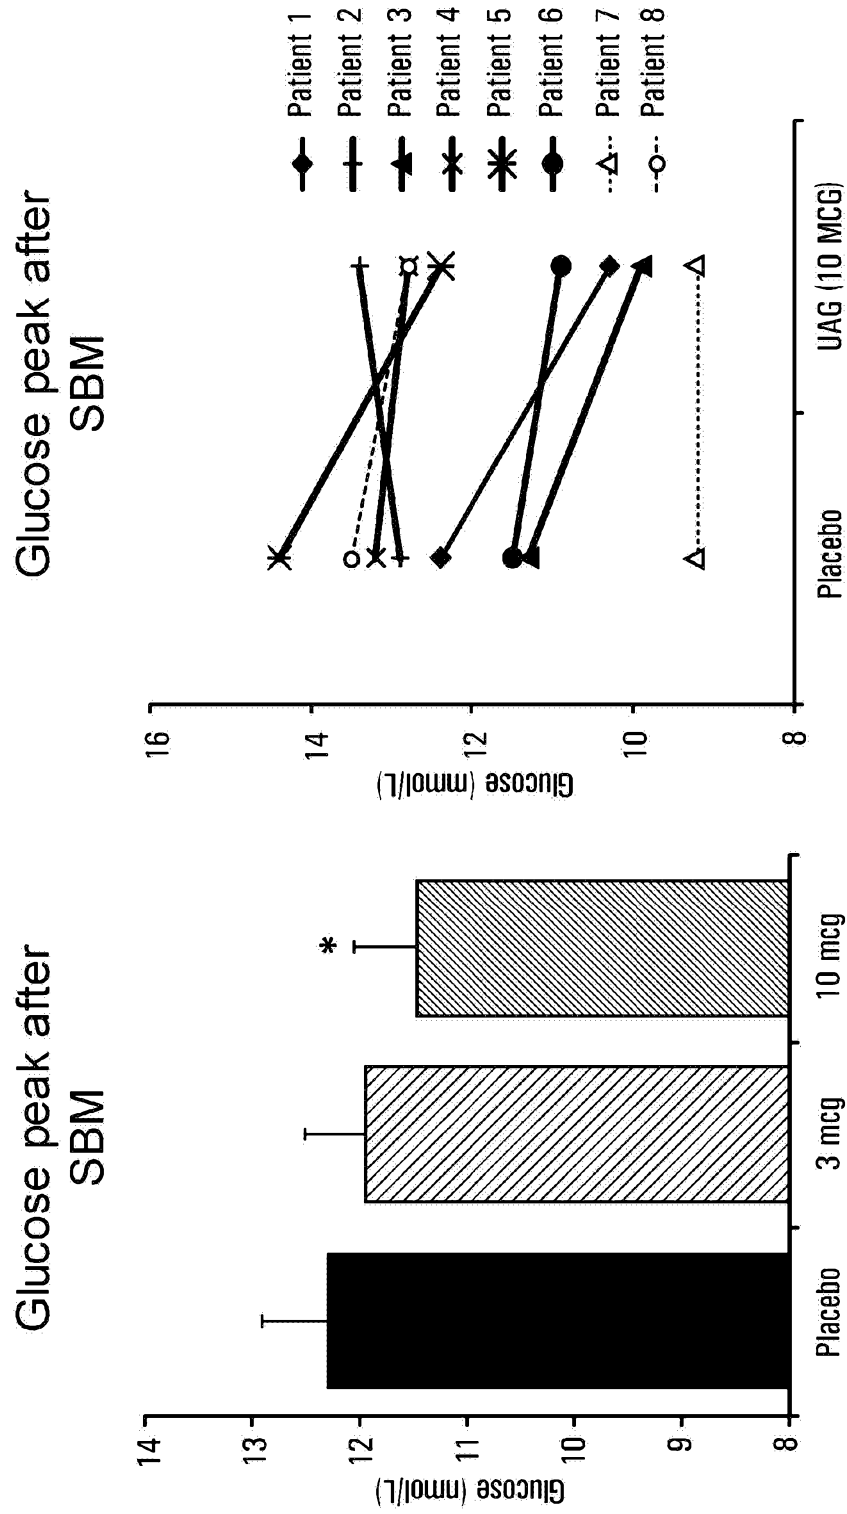 Glucose peak after
SBM
Glucose (nmol/L)
14
13
12
11
10
9
8
*
Placebo
3 mcg
10 mcg
Glucose peak after
SBM
Glucose (mmol/L)
16
14
12
10
8
Placebo
UAG (10 MCG)
Patient 1
Patient 2
Patient 3
Patient 4
Patient 5
Patient 6
Patient 7
Patient 8